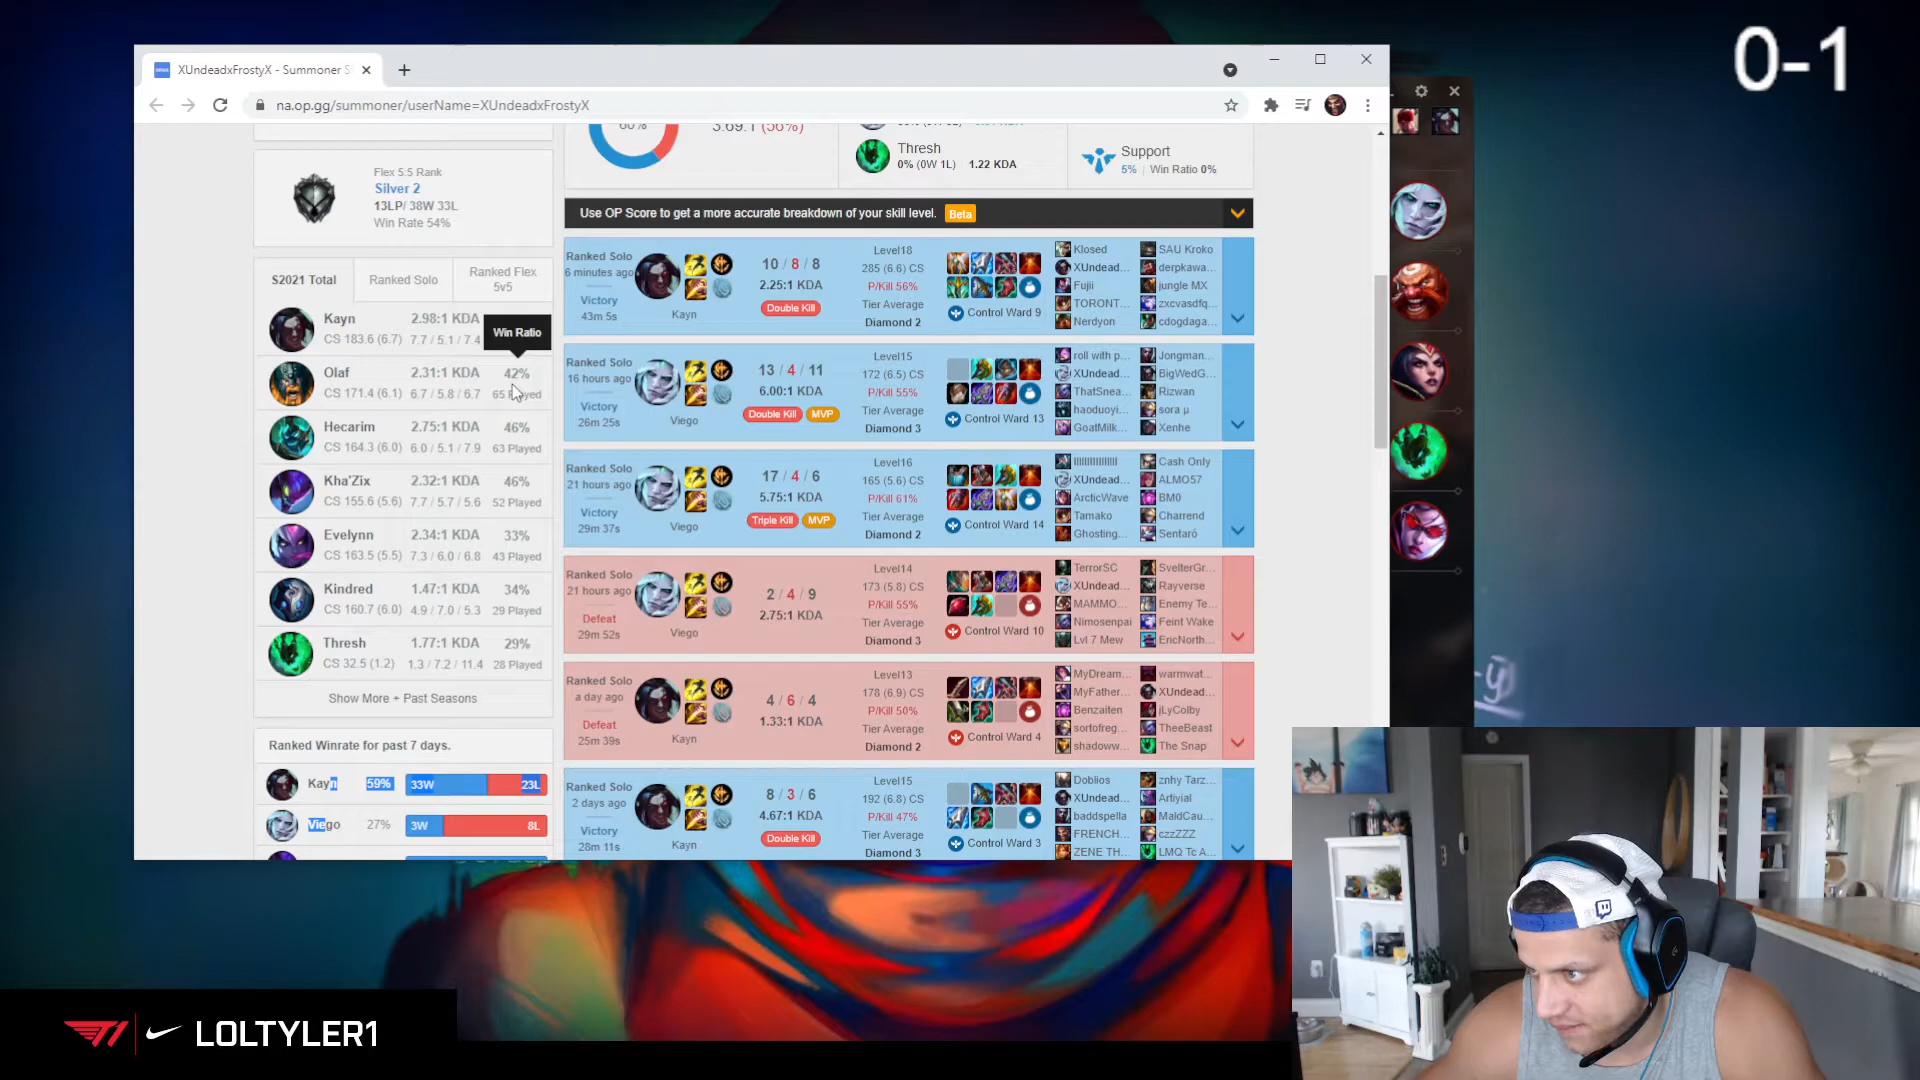 0-1
XUndeadxFrostyX - Summoner S
na.op.gg/summoner/userName=XUndeadxFrostyX
Flex 5:5 Rank
Silver 2
13LP/ 38W 33L
Win Rate 54%
60%
3.69:1 (56%)
Thresh
0% (0W 1L) 1.22 KDA
Support
5% | Win Ratio 0%
Use OP Score to get a more accurate breakdown of your skill level. Beta
S2021 Total
Ranked Solo
Ranked Flex 5v5
Kayn 2.98:1 KDA
CS 183.6 (6.7) 7.7 / 5.1 / 7.4
Win Ratio
Olaf 2.31:1 KDA 42%
CS 171.4 (6.1) 6.7 / 5.8 / 6.7 65 Played
Hecarim 2.75:1 KDA 46%
CS 164.3 (6.0) 6.0 / 5.1 / 7.9 63 Played
Kha'Zix 2.32:1 KDA 46%
CS 155.6 (5.6) 7.7 / 5.7 / 5.6 52 Played
Evelynn 2.34:1 KDA 33%
CS 163.5 (5.5) 7.3 / 6.0 / 6.8 43 Played
Kindred 1.47:1 KDA 34%
CS 160.7 (6.0) 4.9 / 7.0 / 5.3 29 Played
Thresh 1.77:1 KDA 29%
CS 32.5 (1.2) 1.3 / 7.2 / 11.4 28 Played
Show More + Past Seasons
Ranked Winrate for past 7 days.
Kayn 59% 33W 23L
Viego 27% 3W 8L
Ranked Solo
6 minutes ago
Victory
43m 5s
Kayn
10 / 8 / 8
2.25:1 KDA
Double Kill
Level18
285 (6.6) CS
P/Kill 56%
Tier Average
Diamond 2
Control Ward 9
Klosed SAU Kroko
XUndead... derpkawa...
Fujii jungle MX
TORONT... zxcvasdfq...
Nerdyon cdogdaga...
Ranked Solo
16 hours ago
Victory
26m 25s
Viego
13 / 4 / 11
6.00:1 KDA
Double Kill MVP
Level15
172 (6.5) CS
P/Kill 55%
Tier Average
Diamond 3
Control Ward 13
roll with p... Jongman...
XUndead... BigWedG...
ThatSnea... Rizwan
haoduoyi... sora µ
GoatMilk... Xenhe
Ranked Solo
21 hours ago
Victory
29m 37s
Viego
17 / 4 / 6
5.75:1 KDA
Triple Kill MVP
Level16
165 (5.6) CS
P/Kill 61%
Tier Average
Diamond 2
Control Ward 14
Cash Only
XUndead... ALMO57
ArcticWave BM0
Tamako Charrend
Ghosting... Sentaró
Ranked Solo
21 hours ago
Defeat
29m 52s
Viego
2 / 4 / 9
2.75:1 KDA
Level14
173 (5.8) CS
P/Kill 55%
Tier Average
Diamond 3
Control Ward 10
TerrorSC SvelterGr...
XUndead... Rayverse
MAMMO... Enemy Te...
Nimosenpai Feint Wake
Lvl 7 Mew EricNorth...
Ranked Solo
a day ago
Defeat
25m 39s
Kayn
4 / 6 / 4
1.33:1 KDA
Level13
178 (6.9) CS
P/Kill 50%
Tier Average
Diamond 2
Control Ward 4
MyDream... warmwat...
MyFather... XUndead...
Benzaiten jLyColby
sortofreg... TheeBeast
shadoww... The Snap
Ranked Solo
2 days ago
Victory
28m 11s
Kayn
8 / 3 / 6
4.67:1 KDA
Double Kill
Level15
192 (6.8) CS
P/Kill 47%
Tier Average
Diamond 3
Control Ward 3
Doblios znhy Tarz...
XUndead... Artiyial
baddspella MaldCau...
FRENCH... czzZZZ
ZENE TH... LMQ Tc A...
T1 LOLTYLER1